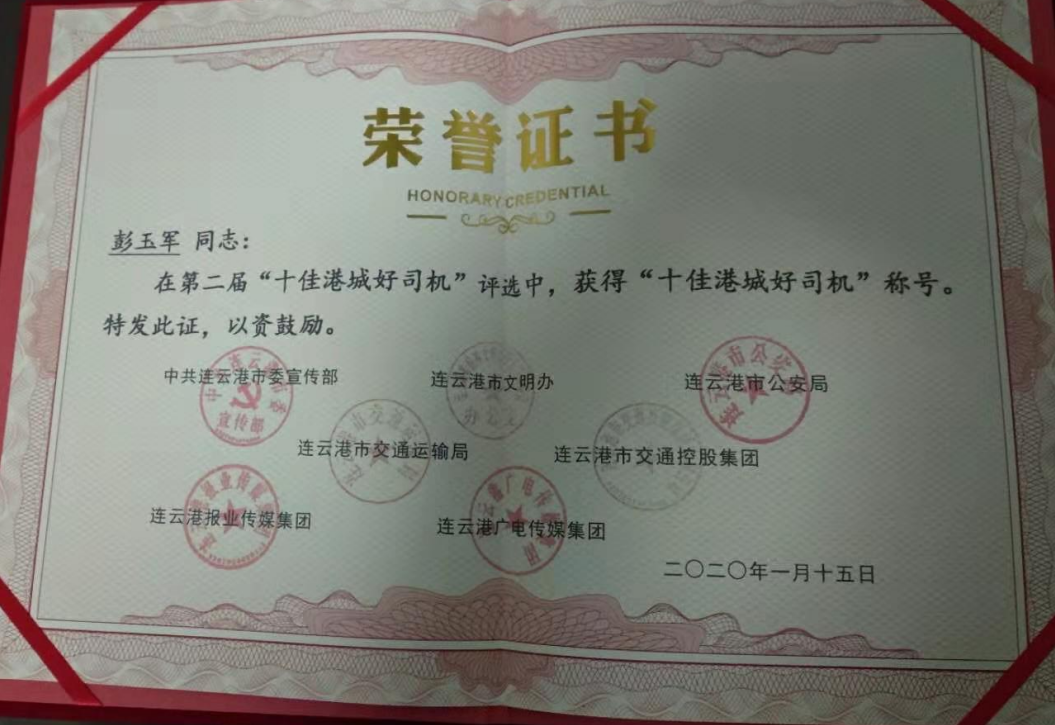 荣誉证书
HONORARY CREDENTIAL
彭玉军 同志：
在第二届“十佳港城好司机”评选中，获得“十佳港城好司机”称号。
特发此证，以资鼓励。
中共连云港市委宣传部 连云港市文明办 连云港市公安局
连云港市交通运输局 连云港市交通控股集团
连云港报业传媒集团 连云港广电传媒集团
二〇二〇年一月十五日